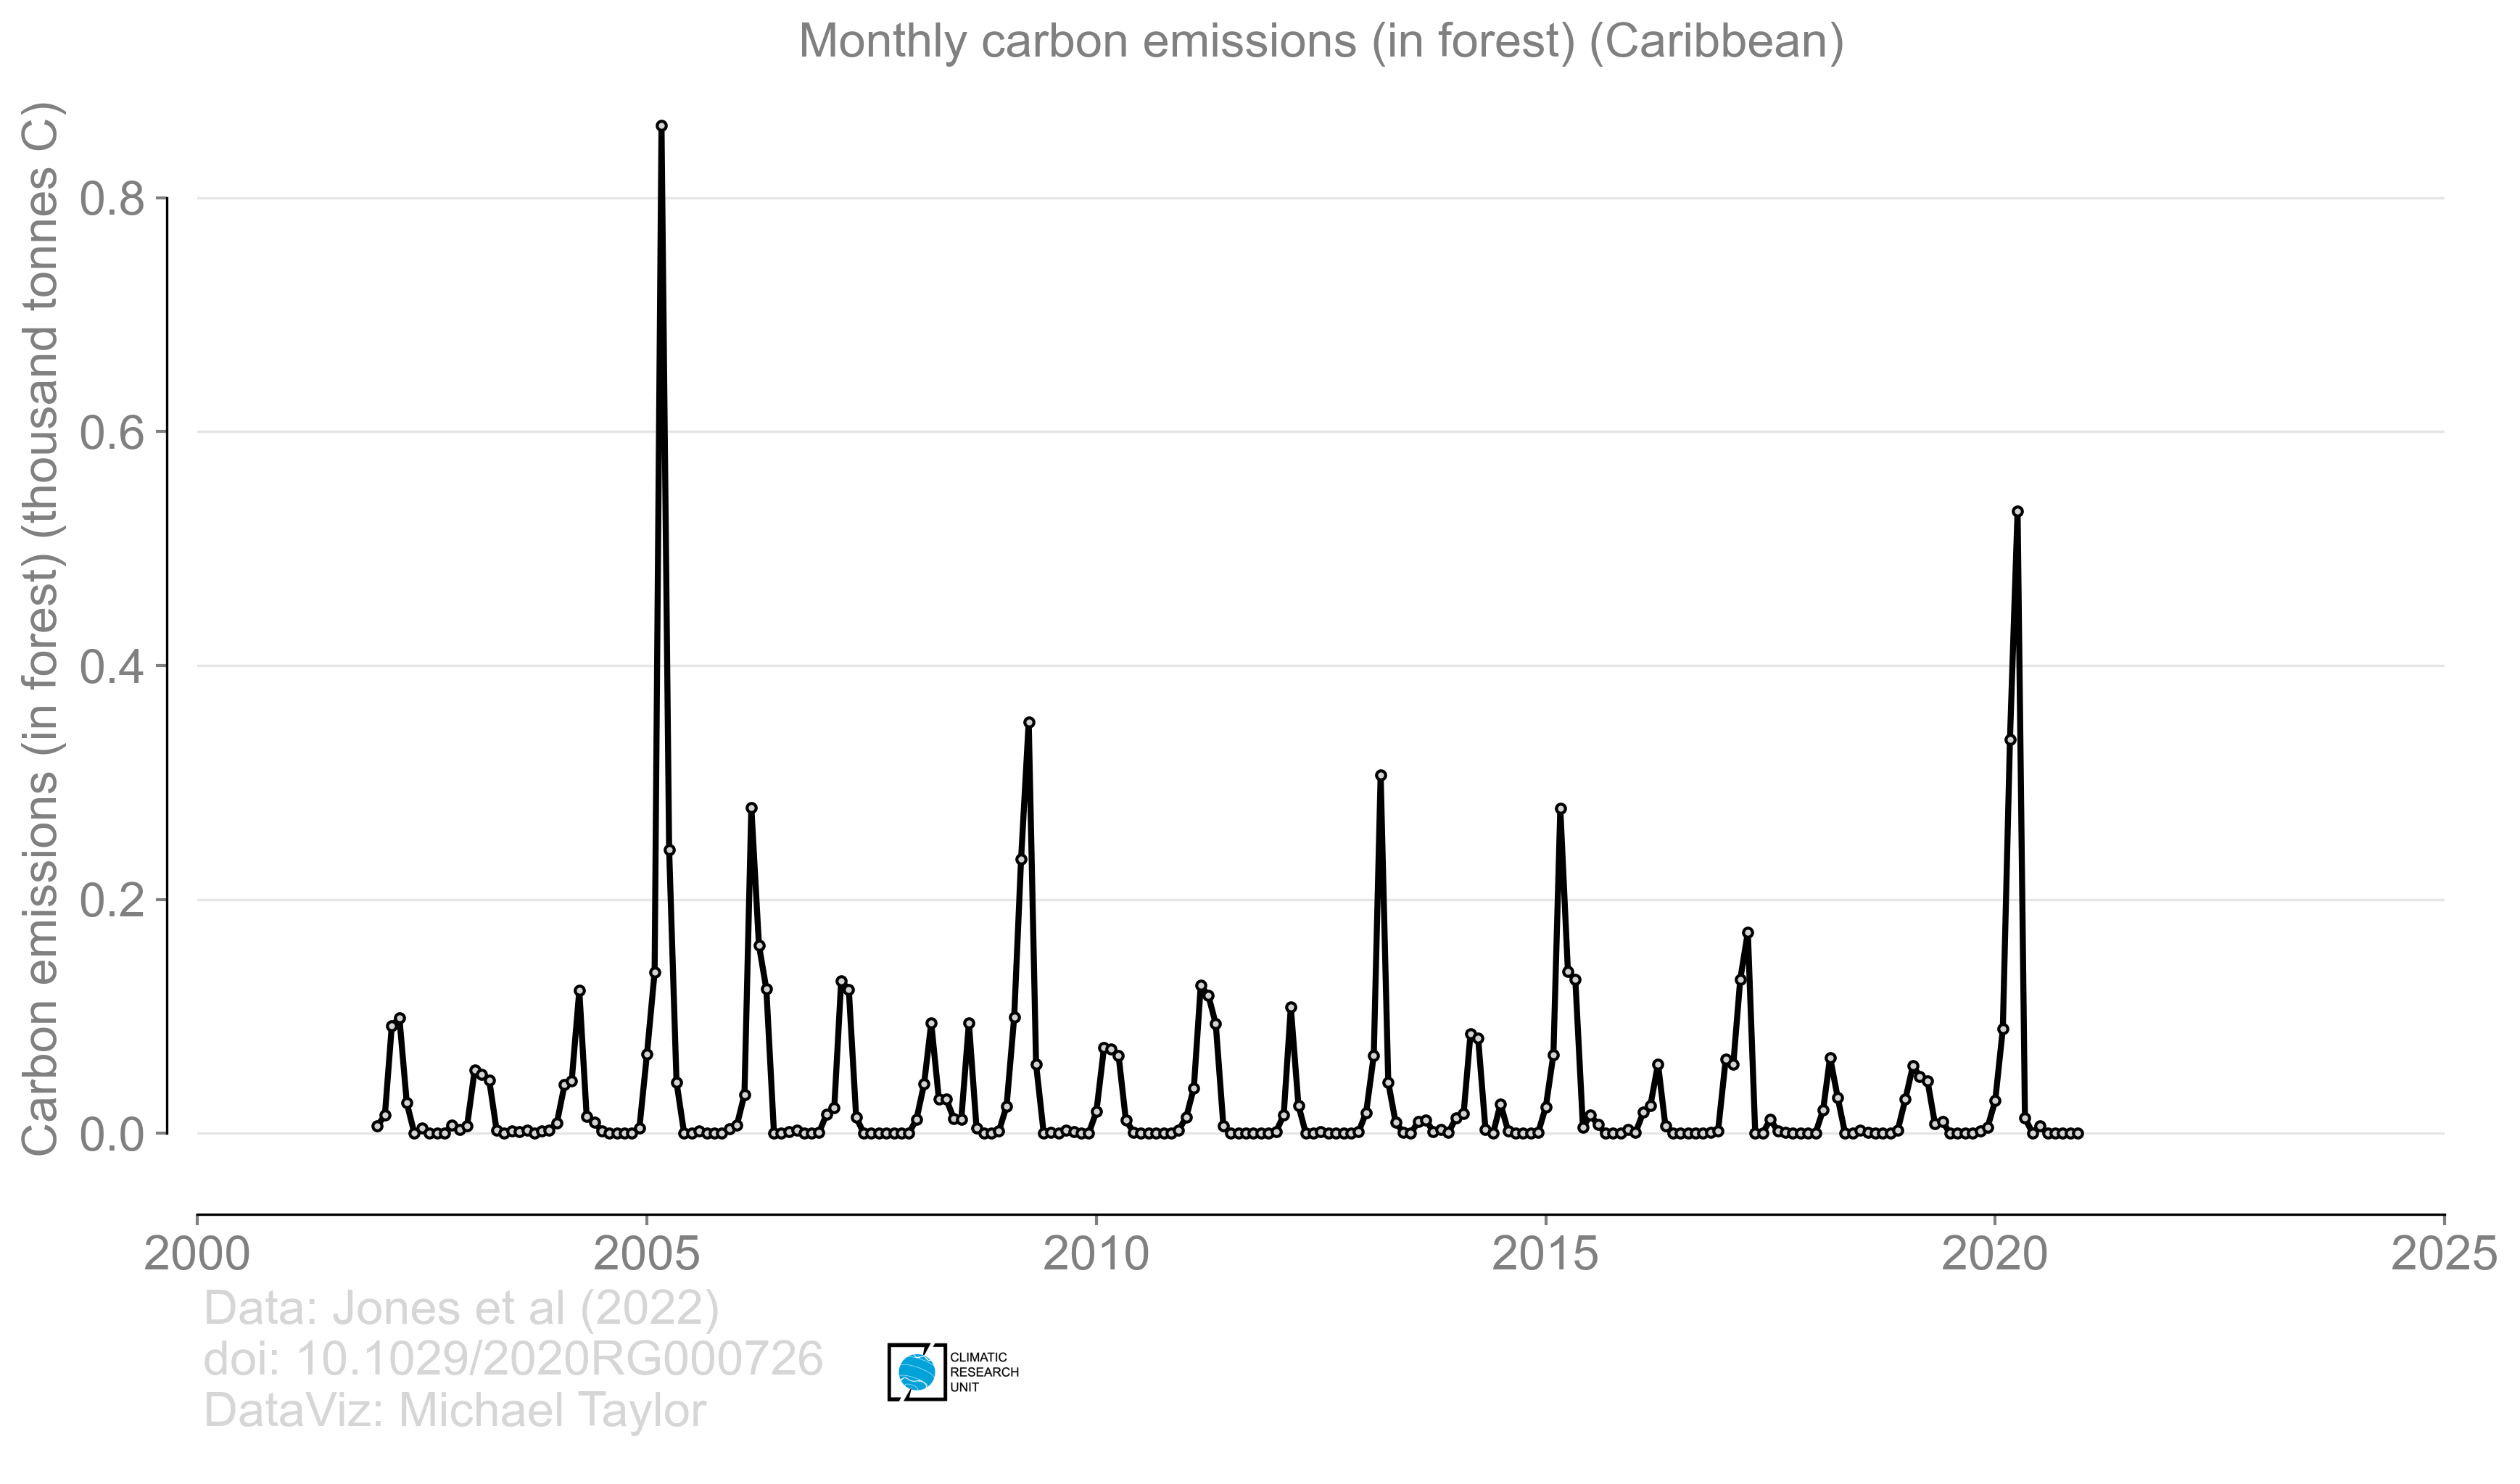 Monthly carbon emissions (in forest) (Caribbean)
Carbon emissions (in forest) (thousand tonnes C)
0.8
0.6
0.4
0.2
0.0
2000
2005
2010
2015
2020
2025
Data: Jones et al (2022)
doi: 10.1029/2020RG000726
DataViz: Michael Taylor
CLIMATIC
RESEARCH
UNIT